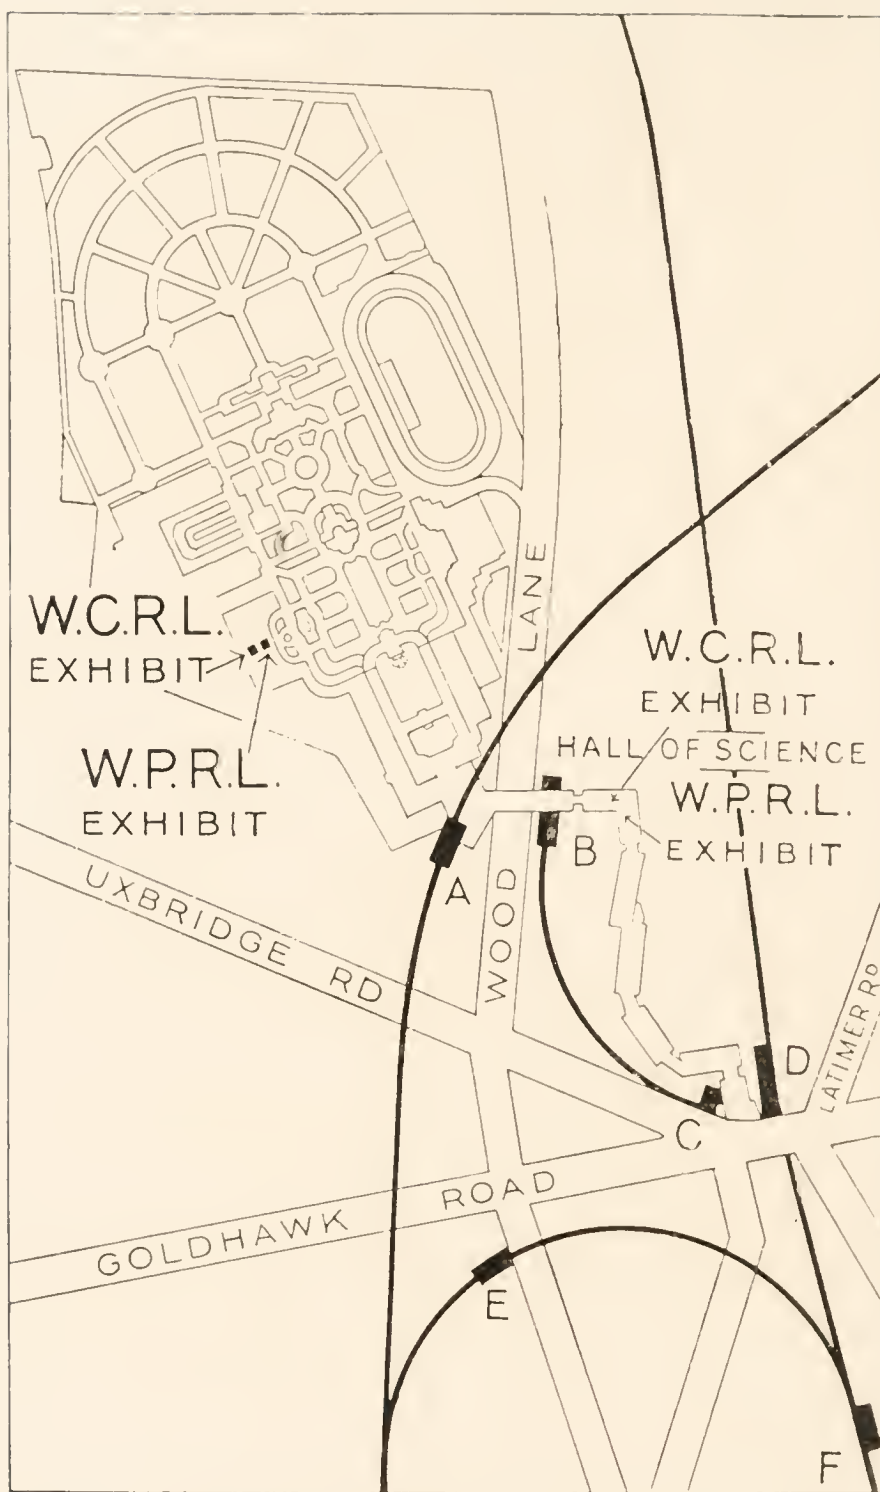 LANE
W.C.R.L.
EXHIBIT
W.C.R.L.
EXHIBIT
HALL OF SCIENCE
W.P.R.L.
EXHIBIT
W.P.R.L.
EXHIBIT
A
B
WOOD
UXBRIDGE RD
LATIMER RD
D
C
GOLDHAWK ROAD
E
F